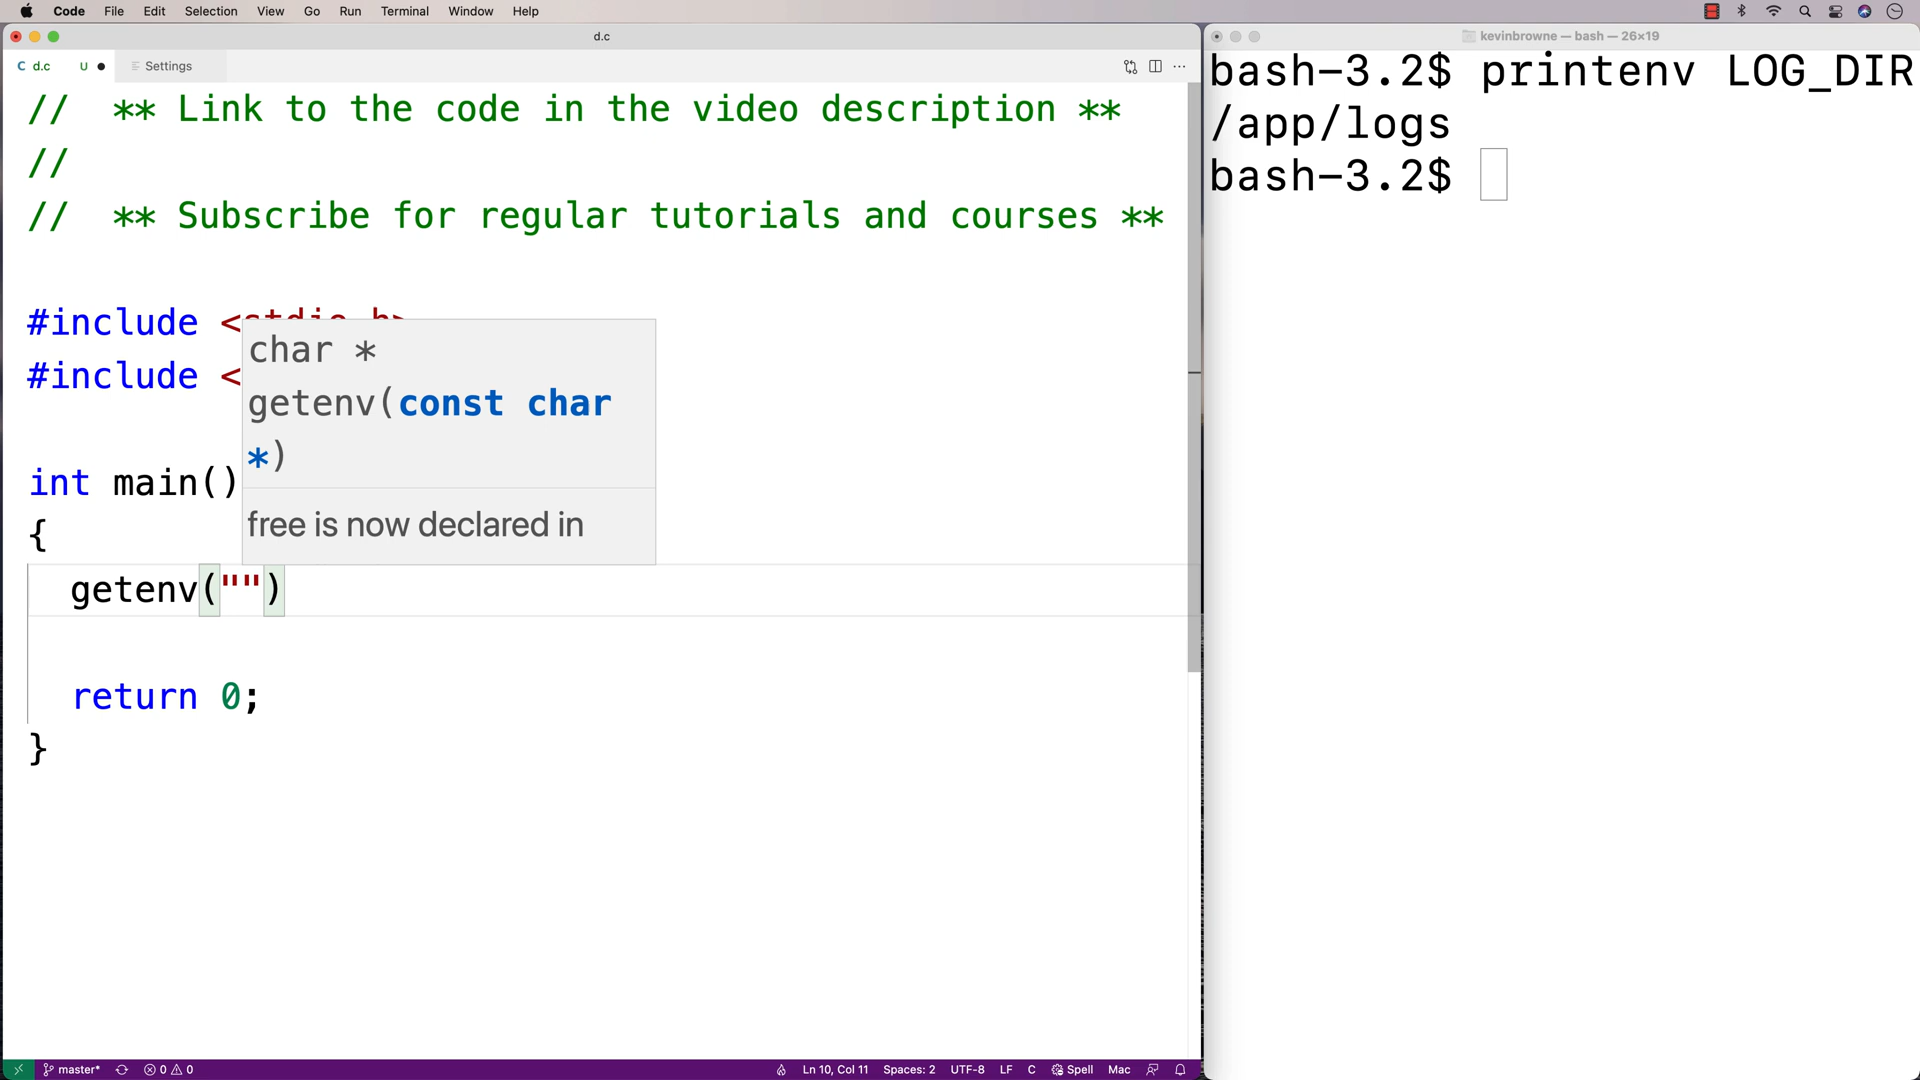 Code File Edit Selection View Go Run Terminal Window Help
d.c
kevinbrowne — bash — 26×19
C d.c U ● Settings
// ** Link to the code in the video description **
//
// ** Subscribe for regular tutorials and courses **
#include <stdio.h>
#include <
char *
getenv(const char
*)
free is now declared in
int main()
{
getenv("")
return 0;
}
bash-3.2$ printenv LOG_DIR
/app/logs
bash-3.2$
master* 0 0 Ln 10, Col 11 Spaces: 2 UTF-8 LF C Spell Mac